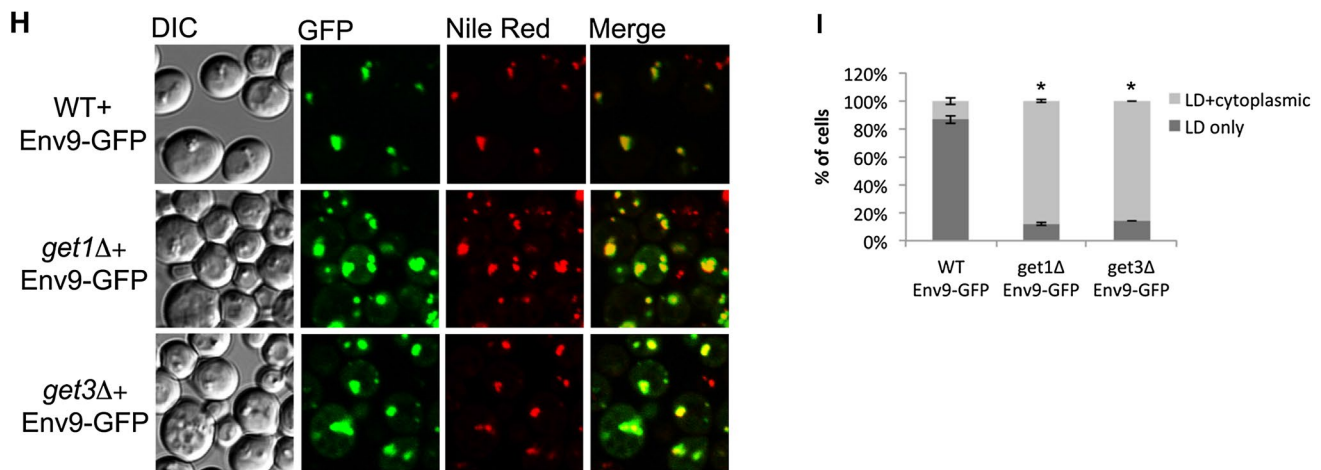 H
DIC GFP Nile Red Merge
WT+
Env9-GFP
get1Δ+
Env9-GFP
get3Δ+
Env9-GFP
I
120%
100%
80%
60%
40%
20%
0%
% of cells
* *
LD+cytoplasmic
LD only
WT get1Δ get3Δ
Env9-GFP Env9-GFP Env9-GFP